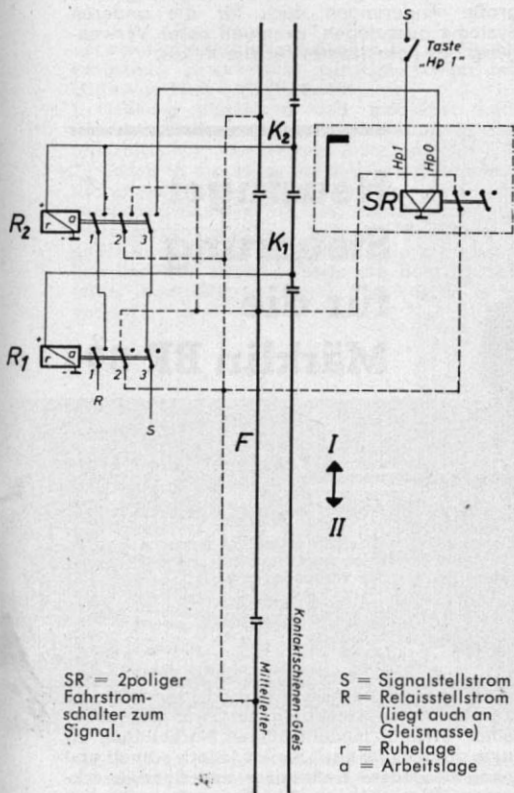 S
Taste
„Hp 1"
K2
Hp1
Hp0
SR
R2
r
a
1
2
3
K1
R1
r
a
1
2
3
R
S
F
I
II
Mittelleiter
Kontaktschienen-Gleis
SR = 2poliger
Fahrstrom-
schalter zum
Signal.
S = Signalstellstrom
R = Relaisstellstrom
(liegt auch an
Gleismasse)
r = Ruhelage
a = Arbeitslage